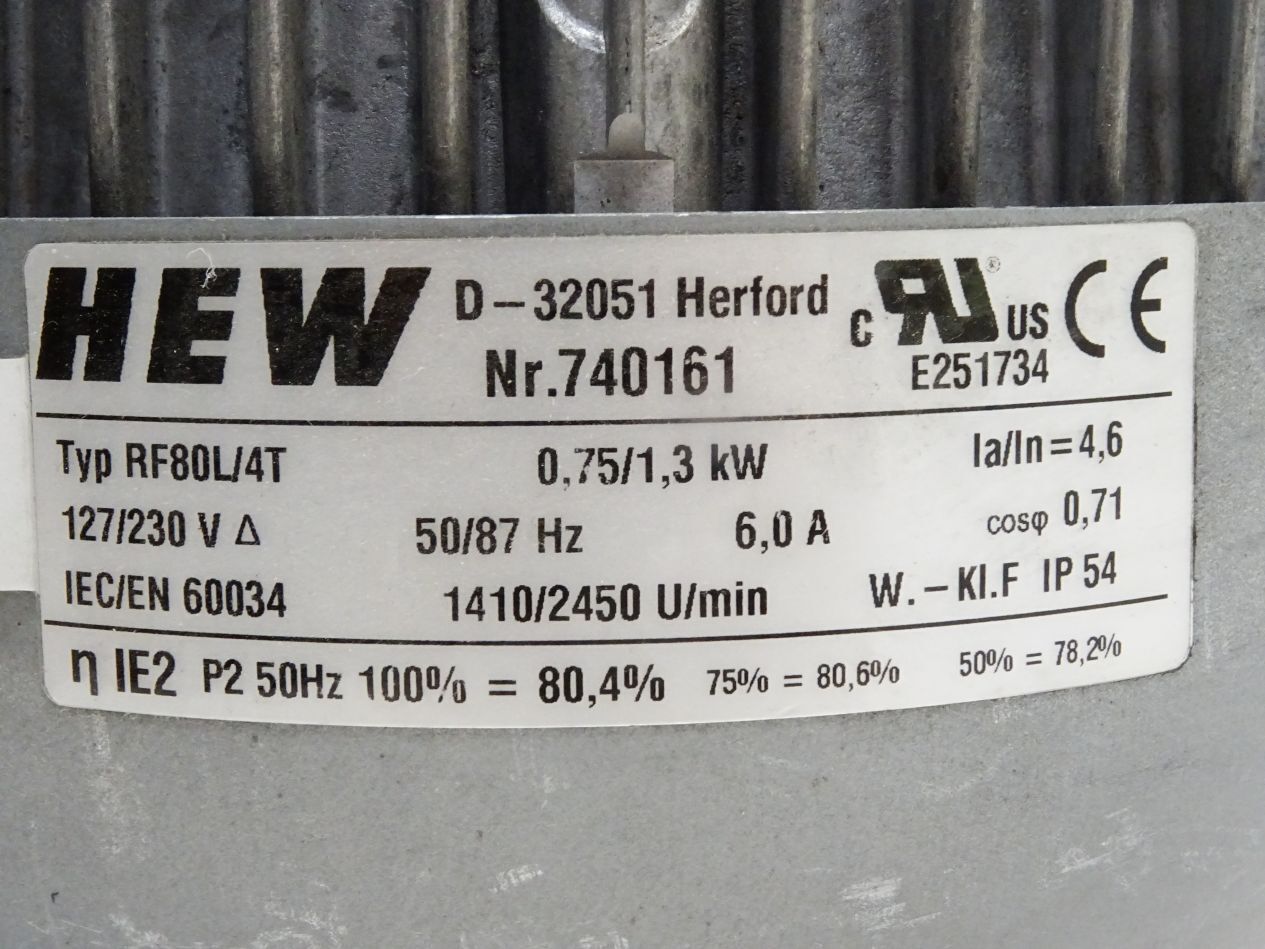 HEW D–32051 Herford c RU ® US CE
Nr.740161 E251734
Typ RF80L/4T 0,75/1,3 kW Ia/In = 4,6
127/230 V Δ 50/87 Hz 6,0 A cosφ 0,71
IEC/EN 60034 1410/2450 U/min W.–Kl.F IP 54
η IE2 P2 50Hz 100% = 80,4% 75% = 80,6% 50% = 78,2%